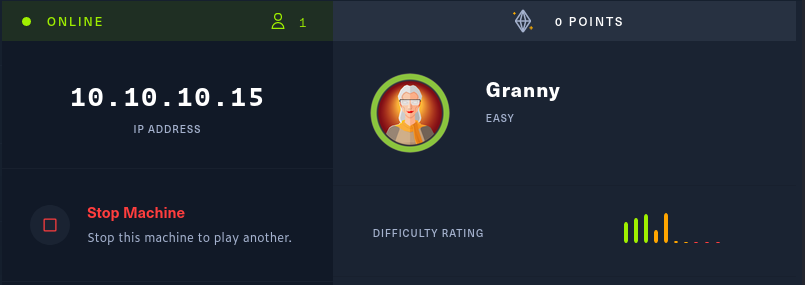 ONLINE
1
0 POINTS
10.10.10.15
IP ADDRESS
Granny
EASY
Stop Machine
Stop this machine to play another.
DIFFICULTY RATING